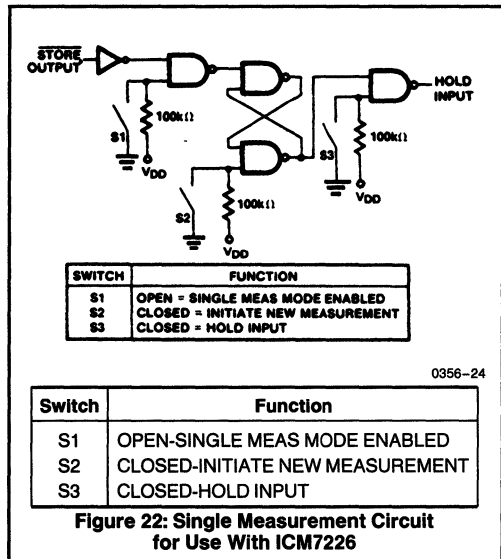 STORE
OUTPUT
HOLD
INPUT
S1
100kΩ
VDD
S2
100kΩ
VDD
S3
100kΩ
VDD
SWITCH FUNCTION
S1 OPEN = SINGLE MEAS MODE ENABLED
S2 CLOSED = INITIATE NEW MEASUREMENT
S3 CLOSED = HOLD INPUT
0356-24
Switch Function
S1 OPEN-SINGLE MEAS MODE ENABLED
S2 CLOSED-INITIATE NEW MEASUREMENT
S3 CLOSED-HOLD INPUT
Figure 22: Single Measurement Circuit
for Use With ICM7226